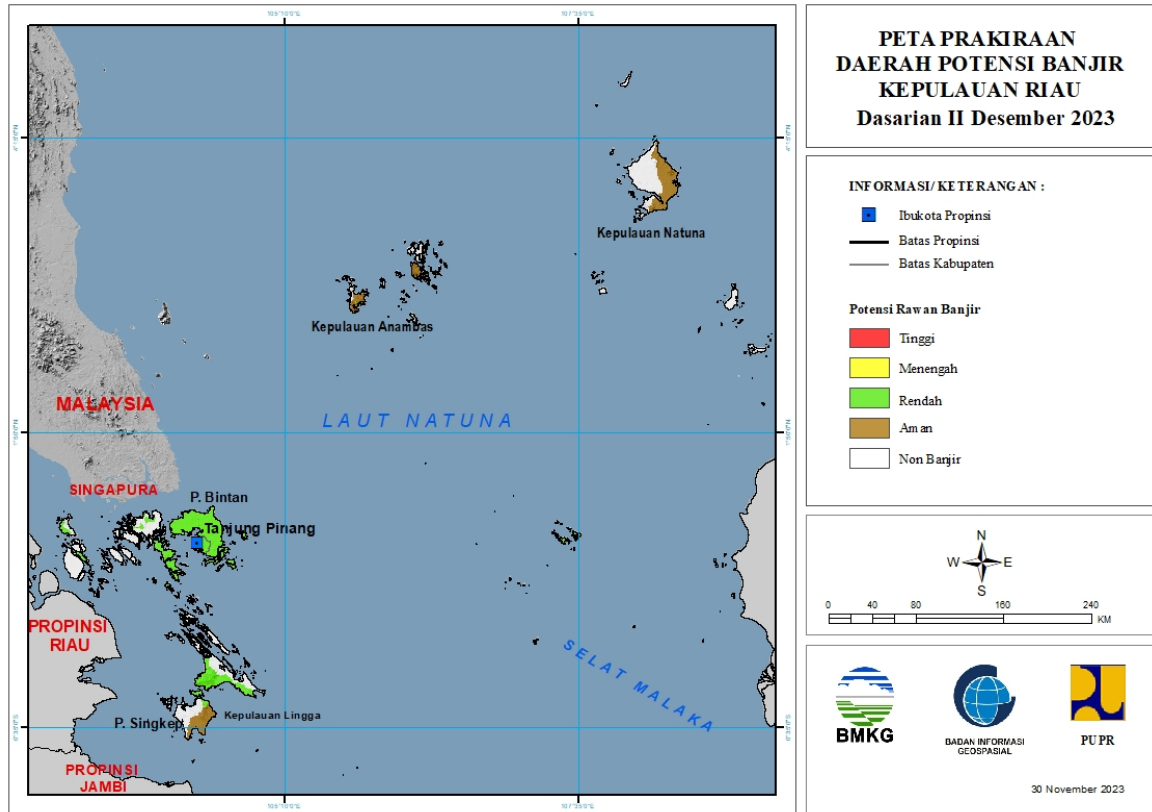 PETA PRAKIRAAN
DAERAH POTENSI BANJIR
KEPULAUAN RIAU
Dasarian II Desember 2023
INFORMASI/ KETERANGAN :
Ibukota Propinsi
Batas Propinsi
Batas Kabupaten
Potensi Rawan Banjir
Tinggi
Menengah
Rendah
Aman
Non Banjir
N
W E
S
0 40 80 160 240
KM
BMKG
BADAN INFORMASI
GEOSPASIAL
PUPR
30 November 2023
Kepulauan Natuna
Kepulauan Anambas
MALAYSIA
LAUT NATUNA
SINGAPURA
P. Bintan
Tanjung Pinang
PROPINSI
RIAU
SELAT MALAKA
P. Singkep
Kepulauan Lingga
PROPINSI
JAMBI